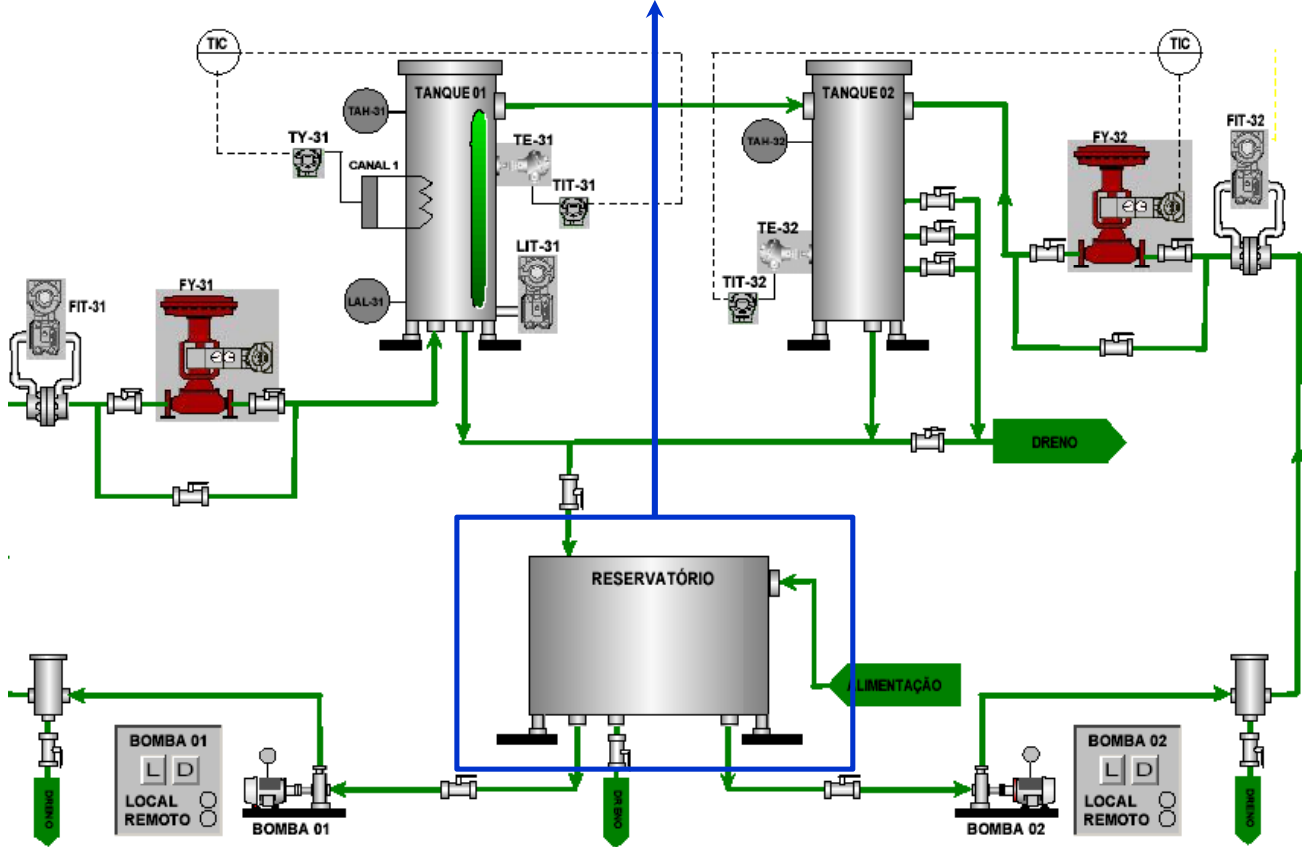 TIC
TIC
TANQUE 01
TANQUE 02
TAH-31
TY-31
TE-31
CANAL 1
TIT-31
TAH-32
FY-32
FIT-32
TE-32
TIT-32
LIT-31
LAL-31
FIT-31
FY-31
DRENO
RESERVATÓRIO
ALIMENTAÇÃO
BOMBA 01
L D
LOCAL
REMOTO
BOMBA 01
BOMBA 02
BOMBA 02
L D
LOCAL
REMOTO
DRENO
DRENO
DRENO